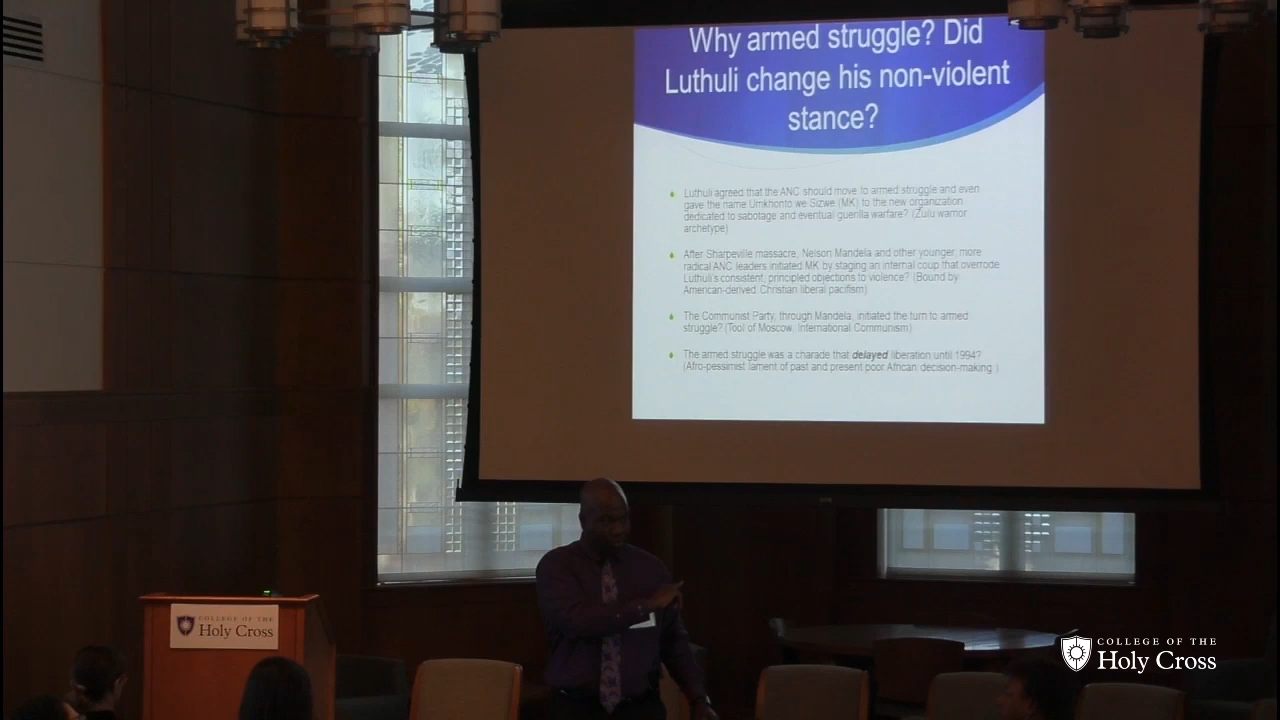 Why armed struggle? Did
Luthuli change his non-violent
stance?
Luthuli agreed that the ANC should move to armed struggle and even
gave the name Umkhonto we Sizwe (MK) to the new organization
dedicated to sabotage and eventual guerilla warfare? (Zulu warrior
archetype)
After Sharpeville massacre, Nelson Mandela and other younger, more
radical ANC leaders initiated MK by staging an internal coup that overrode
Luthuli's consistent, principled objections to violence? (Bound by
American-derived Christian liberal pacifism)
The Communist Party, through Mandela, initiated the turn to armed
struggle? (Tool of Moscow, International Communism)
The armed struggle was a charade that delayed liberation until 1994?
(Afro-pessimist lament of past and present poor African decision-making.)
COLLEGE OF THE
Holy Cross
COLLEGE OF THE
Holy Cross